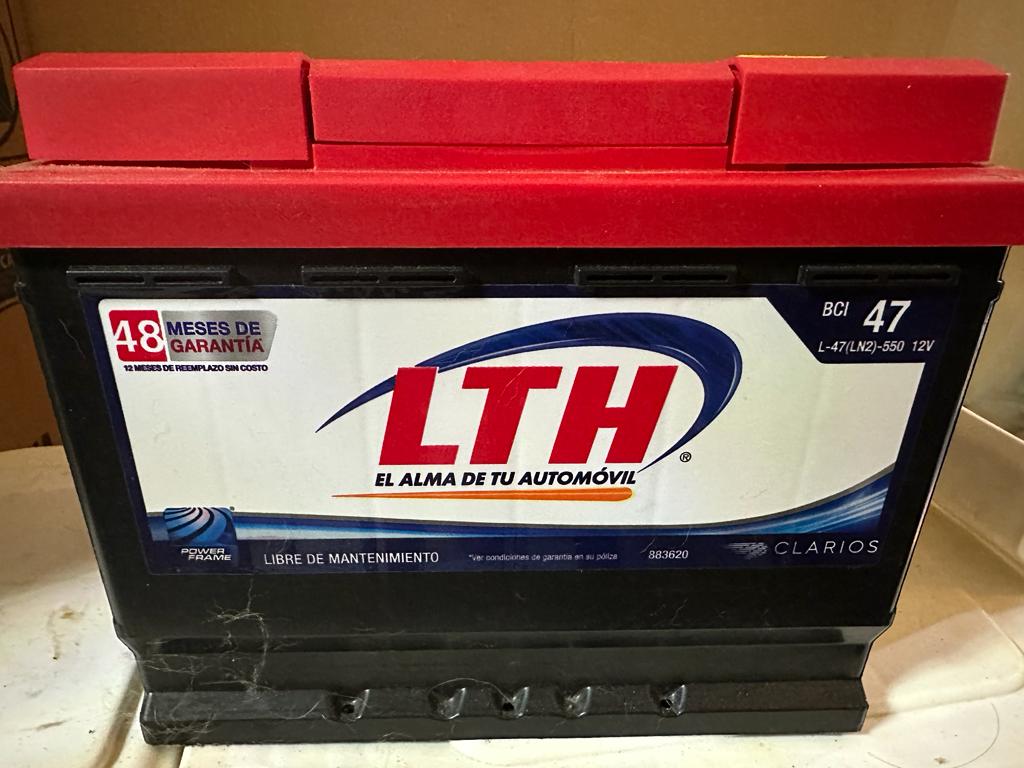 48 MESES DE GARANTÍA
12 MESES DE REEMPLAZO SIN COSTO
BCI 47
L-47(LN2)-550 12V
LTH®
EL ALMA DE TU AUTOMÓVIL
POWER FRAME
LIBRE DE MANTENIMIENTO
*Ver condiciones de garantía en su póliza
883620
CLARIOS